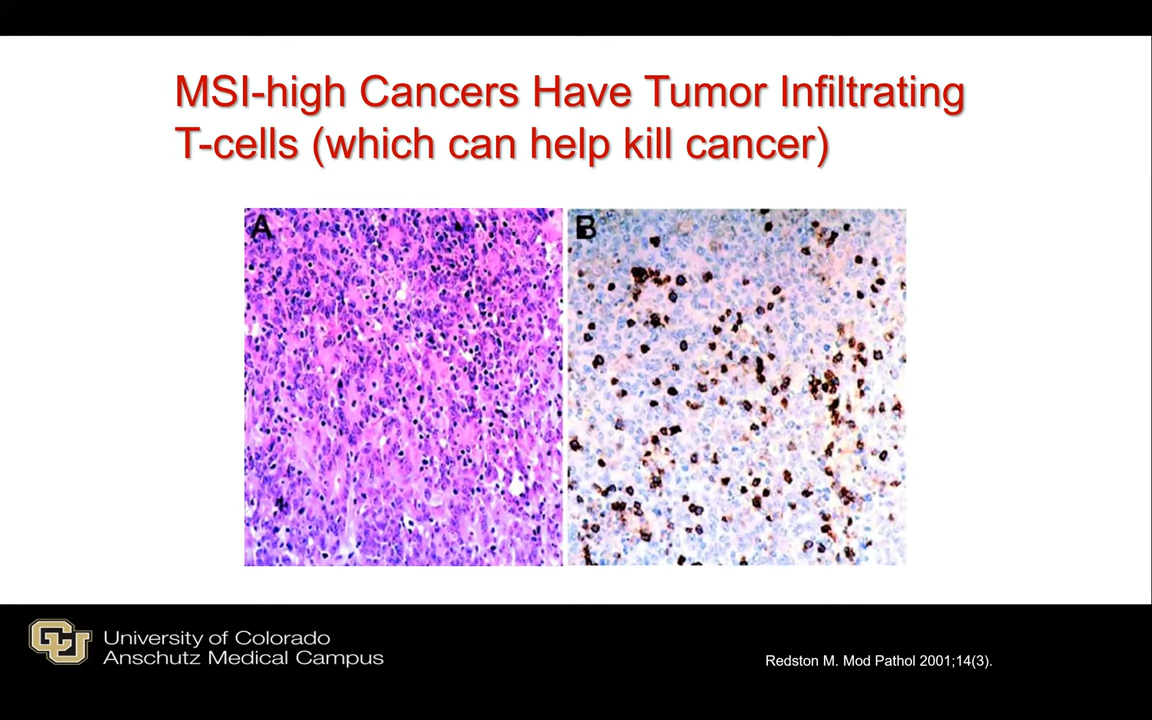 MSI-high Cancers Have Tumor Infiltrating
T-cells (which can help kill cancer)
A
B
CU
University of Colorado
Anschutz Medical Campus
Redston M. Mod Pathol 2001;14(3).